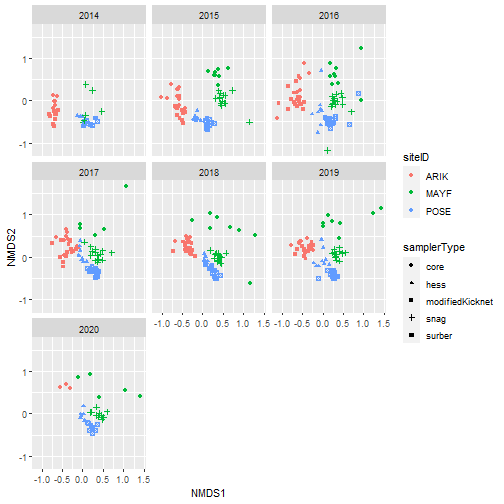 2014 2015 2016
1
0
-1
2017 2018 2019
1
0
-1
-1.0 -0.5 0.0 0.5 1.0 1.5 -1.0 -0.5 0.0 0.5 1.0 1.5
2020
1
0
-1
-1.0 -0.5 0.0 0.5 1.0 1.5
NMDS1
NMDS2
siteID
ARIK
MAYF
POSE
samplerType
core
hess
modifiedKicknet
snag
surber